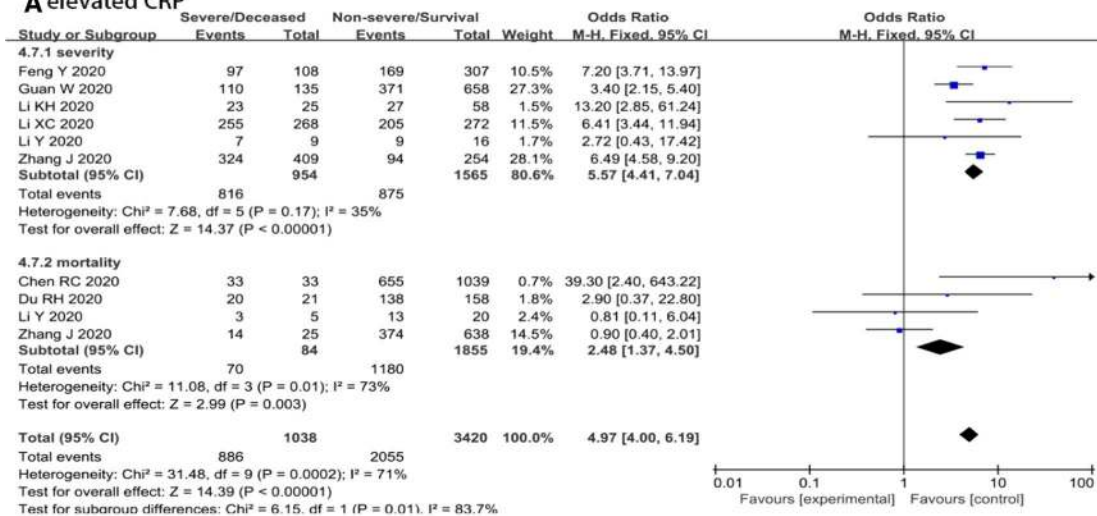 A elevated CRP
Severe/Deceased Non-severe/Survival Odds Ratio Odds Ratio
Study or Subgroup Events Total Events Total Weight M-H, Fixed, 95% CI M-H, Fixed, 95% CI
4.7.1 severity
Feng Y 2020 97 108 169 307 10.5% 7.20 [3.71, 13.97]
Guan W 2020 110 135 371 658 27.3% 3.40 [2.15, 5.40]
Li KH 2020 23 25 27 58 1.5% 13.20 [2.85, 61.24]
Li XC 2020 255 268 205 272 11.5% 6.41 [3.44, 11.94]
Li Y 2020 7 9 9 16 1.7% 2.72 [0.43, 17.42]
Zhang J 2020 324 409 94 254 28.1% 6.49 [4.58, 9.20]
Subtotal (95% CI) 954 1565 80.6% 5.57 [4.41, 7.04]
Total events 816 875
Heterogeneity: Chi² = 7.68, df = 5 (P = 0.17); I² = 35%
Test for overall effect: Z = 14.37 (P < 0.00001)
4.7.2 mortality
Chen RC 2020 33 33 655 1039 0.7% 39.30 [2.40, 643.22]
Du RH 2020 20 21 138 158 1.8% 2.90 [0.37, 22.80]
Li Y 2020 3 5 13 20 2.4% 0.81 [0.11, 6.04]
Zhang J 2020 14 25 374 638 14.5% 0.90 [0.40, 2.01]
Subtotal (95% CI) 84 1855 19.4% 2.48 [1.37, 4.50]
Total events 70 1180
Heterogeneity: Chi² = 11.08, df = 3 (P = 0.01); I² = 73%
Test for overall effect: Z = 2.99 (P = 0.003)
Total (95% CI) 1038 3420 100.0% 4.97 [4.00, 6.19]
Total events 886 2055
Heterogeneity: Chi² = 31.48, df = 9 (P = 0.0002); I² = 71%
Test for overall effect: Z = 14.39 (P < 0.00001)
Test for subgroup differences: Chi² = 6.15, df = 1 (P = 0.01), I² = 83.7%
0.01 0.1 1 10 100
Favours [experimental] Favours [control]